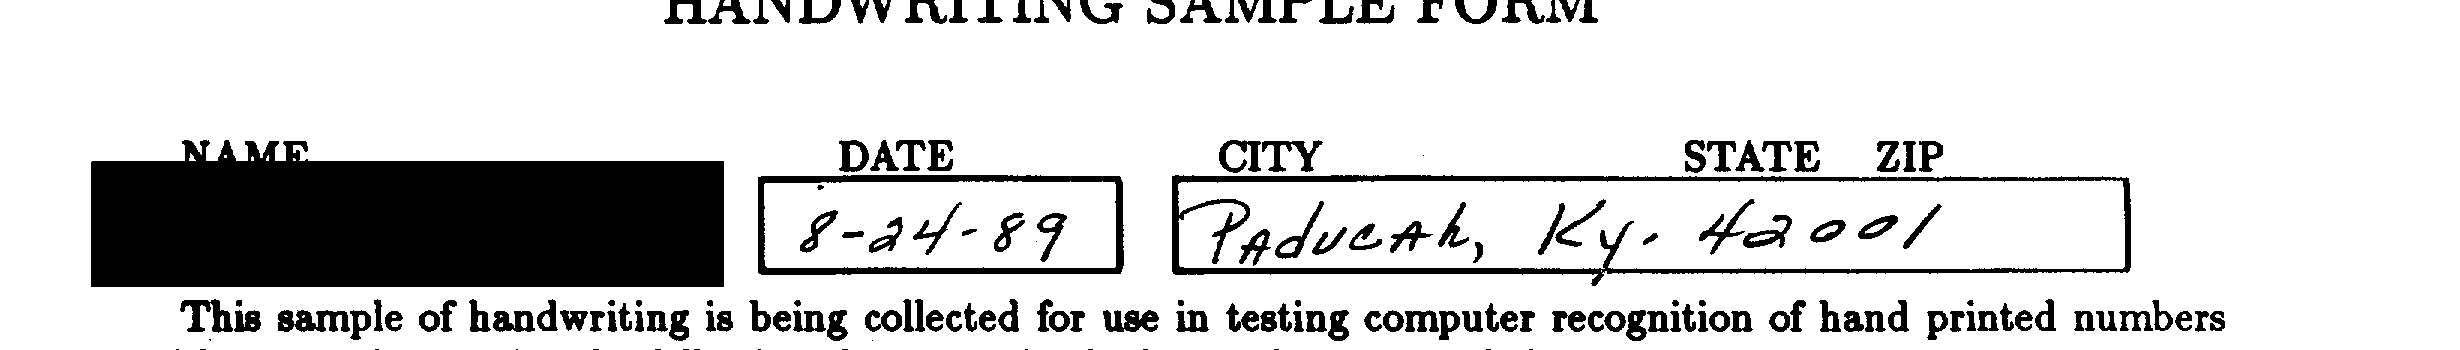 HANDWRITING SAMPLE FORM
NAME DATE CITY STATE ZIP
8-24-89 PAducAh, Ky. 42001
This sample of handwriting is being collected for use in testing computer recognition of hand printed numbers